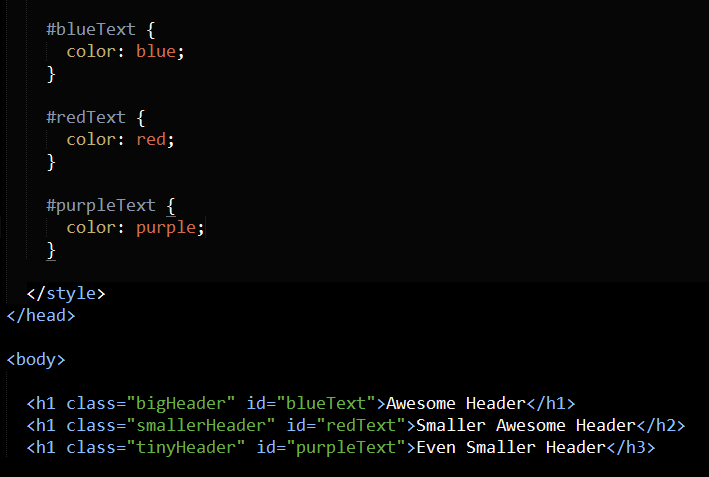 #blueText {
color: blue;
}
#redText {
color: red;
}
#purpleText {
color: purple;
}
</style>
</head>
<body>
<h1 class="bigHeader" id="blueText">Awesome Header</h1>
<h1 class="smallerHeader" id="redText">Smaller Awesome Header</h2>
<h1 class="tinyHeader" id="purpleText">Even Smaller Header</h3>